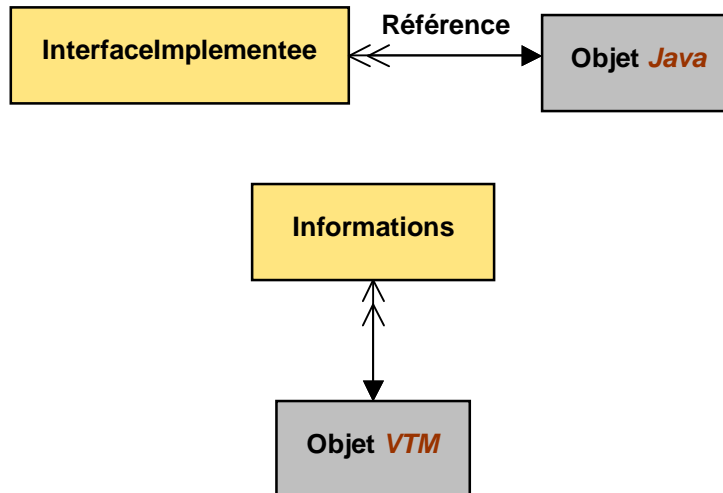 Référence
InterfaceImplementee
Objet Java
Informations
Objet VTM